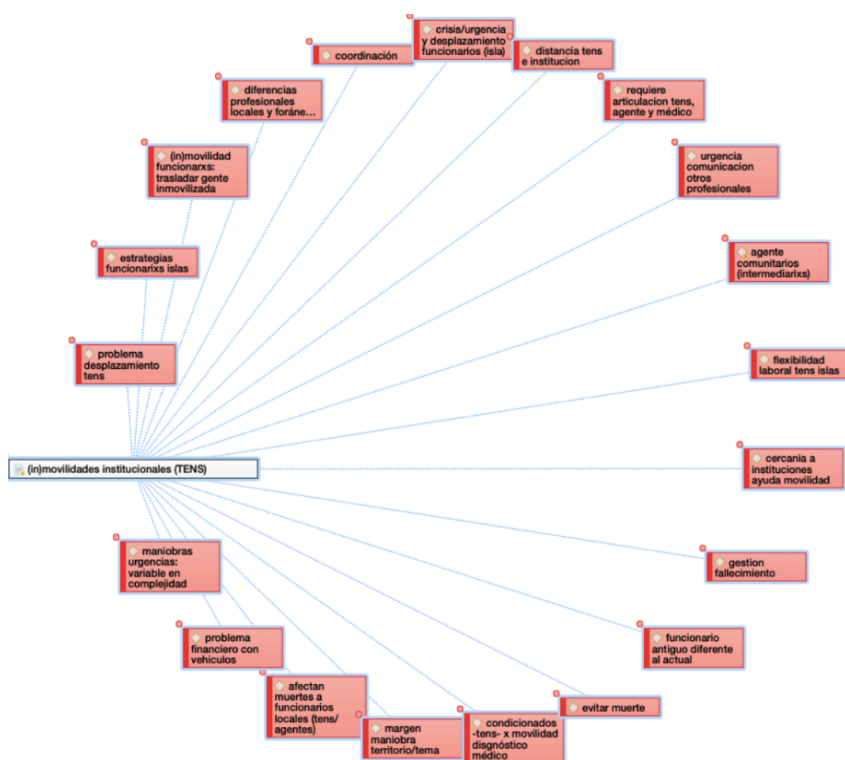 crisis/urgencia
y desplazamiento
funcionarios (isla)
coordinación
distancia tens
e institucion
diferencias
profesionales
locales y foráne…
requiere
articulacion tens,
agente y médico
(in)movilidad
funcionarxs:
trasladar gente
inmovilizada
urgencia
comunicacion
otros
profesionales
estrategias
funcionarixs islas
agente
comunitarios
(intermediarixs)
problema
desplazamiento
tens
flexibilidad
laboral tens islas
(in)movilidades institucionales (TENS)
cercanía a
instituciones
ayuda movilidad
maniobras
urgencias:
variable en
complejidad
gestion
fallecimiento
problema
financiero con
vehiculos
funcionario
antiguo diferente
al actual
afectan
muertes a
funcionarios
locales (tens/
agentes)
evitar muerte
margen
maniobra
territorio/tema
condicionados
-tens- x movilidad
disgnóstico
médico